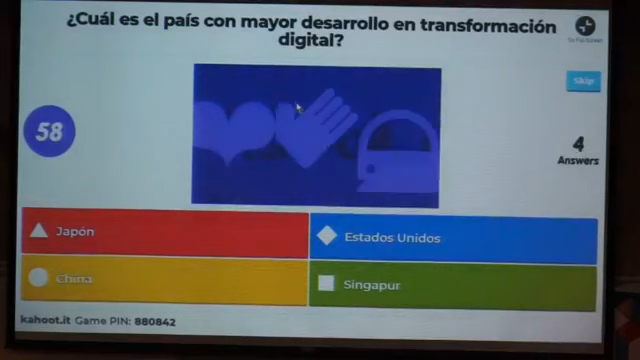 ¿Cuál es el país con mayor desarrollo en transformación
digital?
Skip
58
4
Answers
Japón
Estados Unidos
China
Singapur
kahoot.it Game PIN: 880842